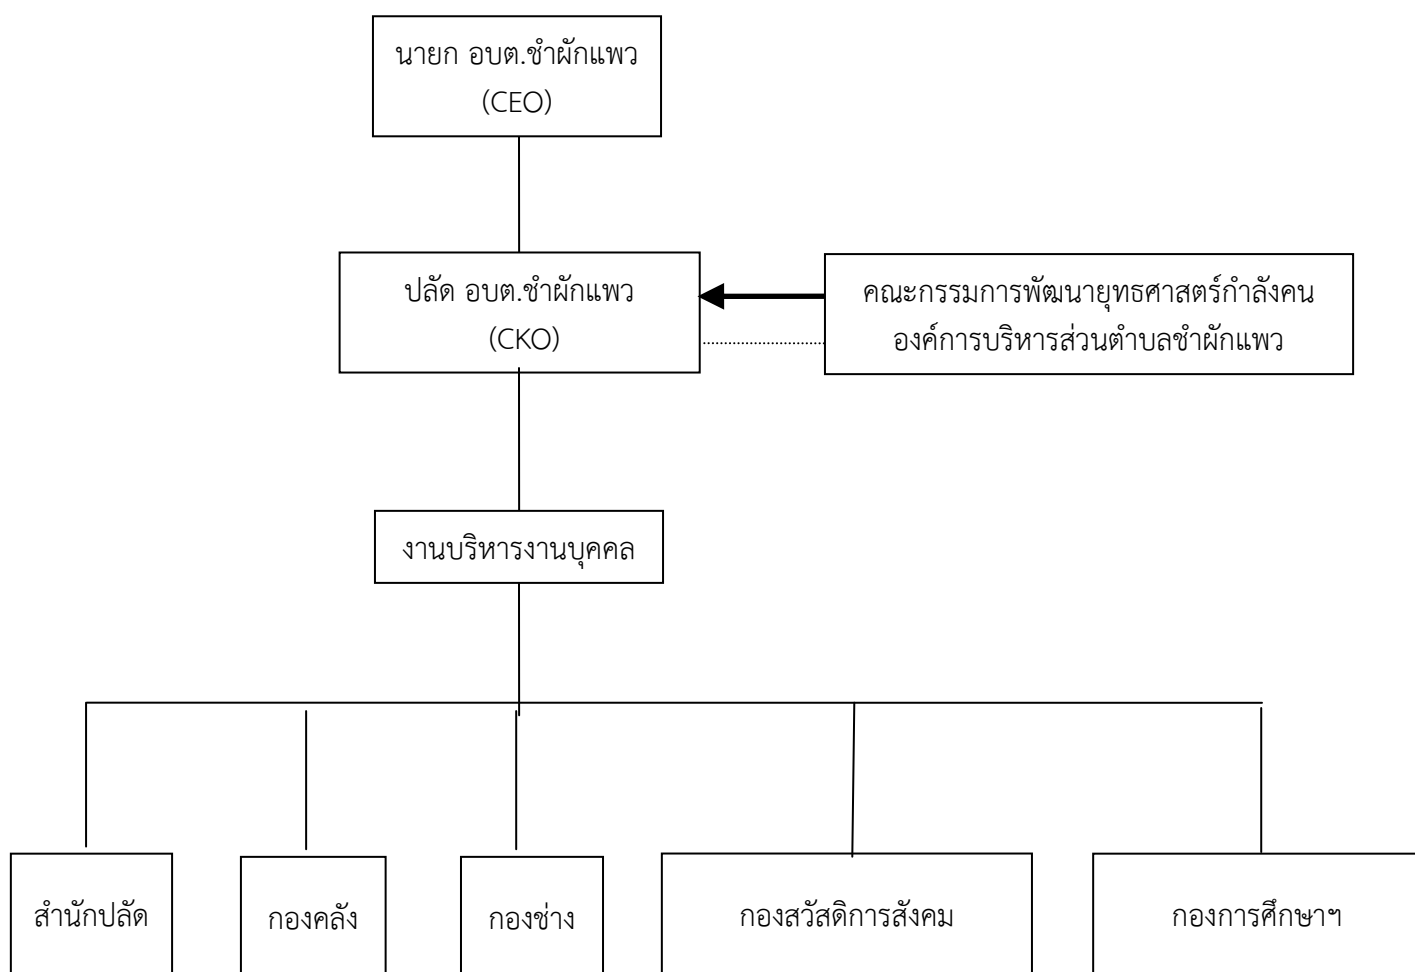 นายก อบต.ชำผักแพว
(CEO)
ปลัด อบต.ชำผักแพว
(CKO)
คณะกรรมการพัฒนายุทธศาสตร์กำลังคน
องค์การบริหารส่วนตำบลชำผักแพว
งานบริหารงานบุคคล
สำนักปลัด
กองคลัง
กองช่าง
กองสวัสดิการสังคม
กองการศึกษาฯ